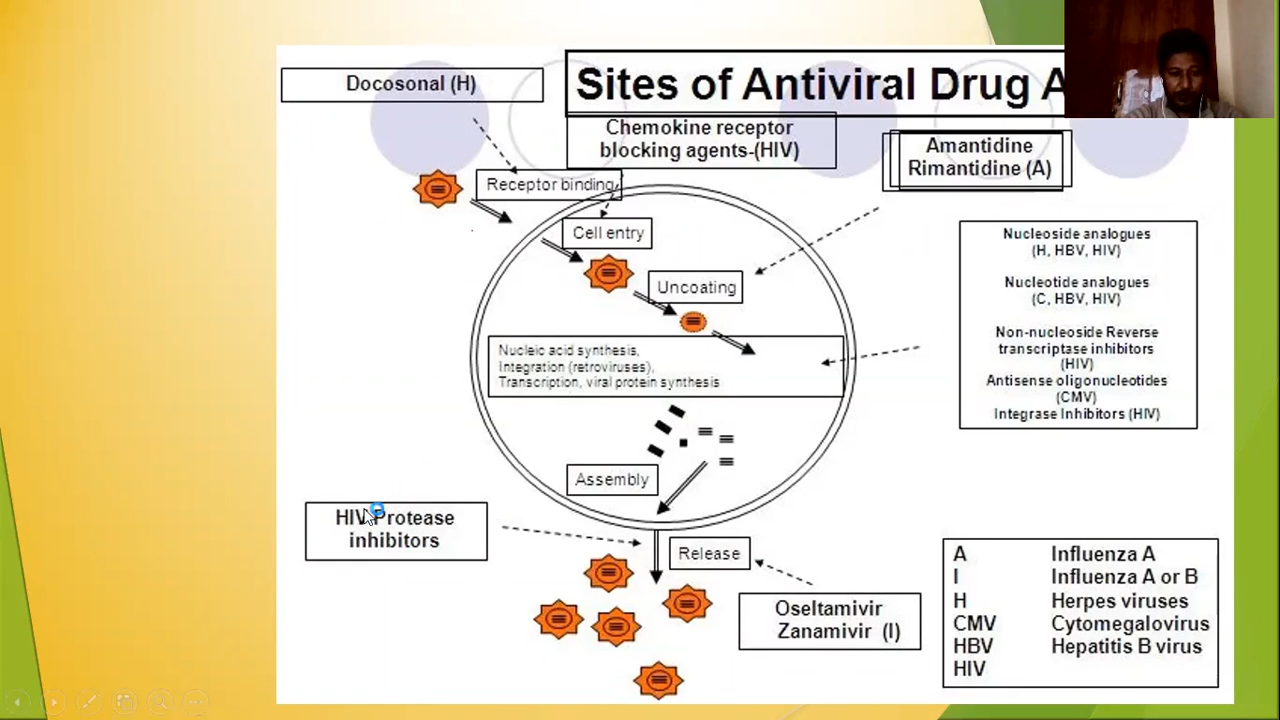 Docosonal (H)
Sites of Antiviral Drug A
Chemokine receptor
blocking agents-(HIV)
Amantidine
Rimantidine (A)
Receptor binding
Cell entry
Uncoating
Nucleoside analogues
(H, HBV, HIV)
Nucleotide analogues
(C, HBV, HIV)
Non-nucleoside Reverse
transcriptase inhibitors
(HIV)
Antisense oligonucleotides
(CMV)
Integrase Inhibitors (HIV)
Nucleic acid synthesis,
Integration (retroviruses),
Transcription, viral protein synthesis
Assembly
HIV Protease
inhibitors
Release
Oseltamivir
Zanamivir (I)
A Influenza A
I Influenza A or B
H Herpes viruses
CMV Cytomegalovirus
HBV Hepatitis B virus
HIV